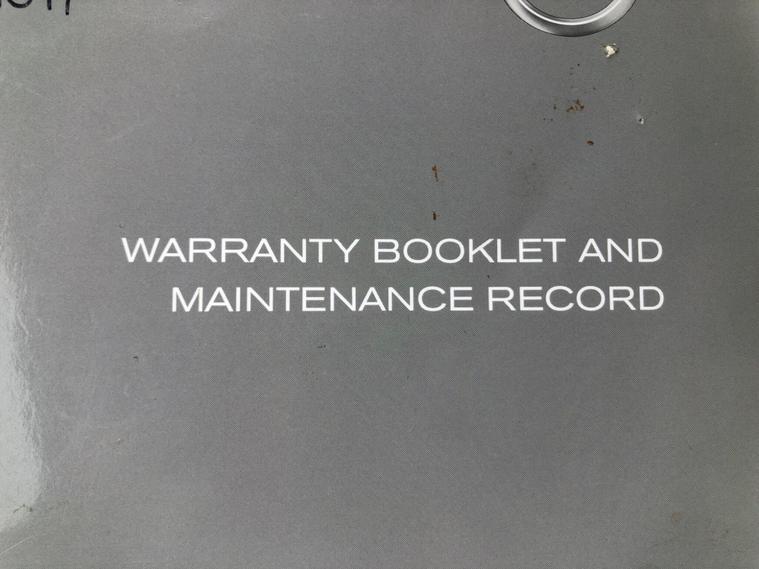 WARRANTY BOOKLET AND
MAINTENANCE RECORD